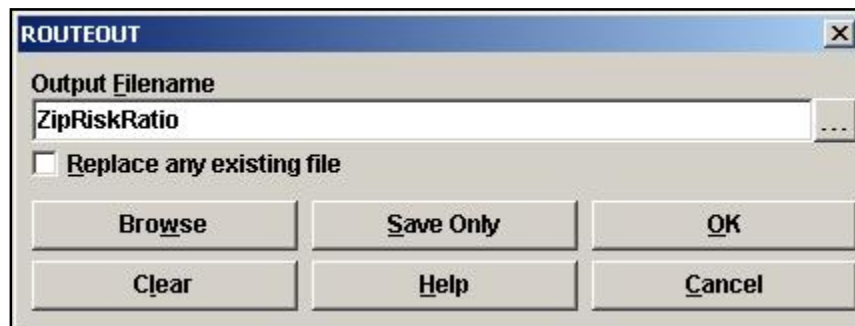 ROUTEOUT
Output Filename
ZipRiskRatio
...
Replace any existing file
Browse Save Only OK
Clear Help Cancel